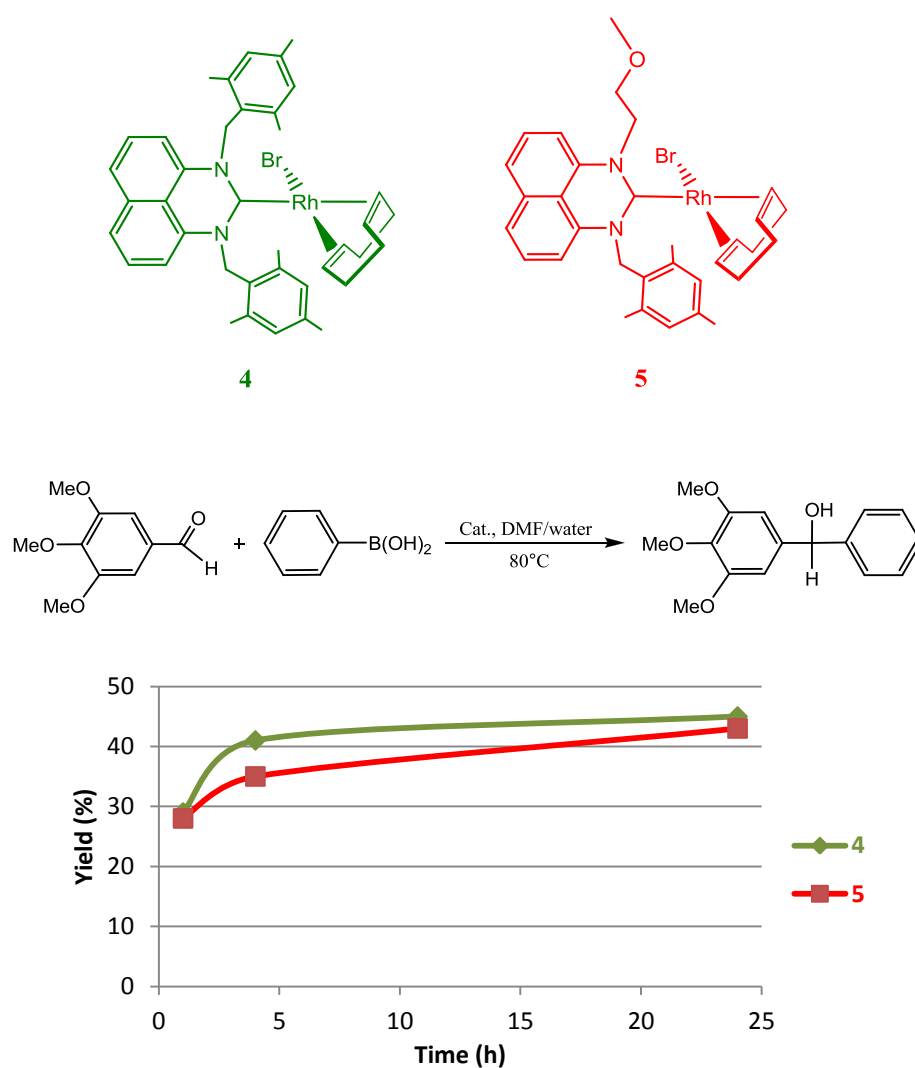 O
N
Br
Rh
N
4
O
N
Br
Rh
N
5
MeO
MeO
MeO
O
H
+
B(OH)2
Cat., DMF/water
80°C
MeO
MeO
MeO
OH
H
50
40
30
20
10
0
0 5 10 15 20 25
Yield (%)
Time (h)
4
5